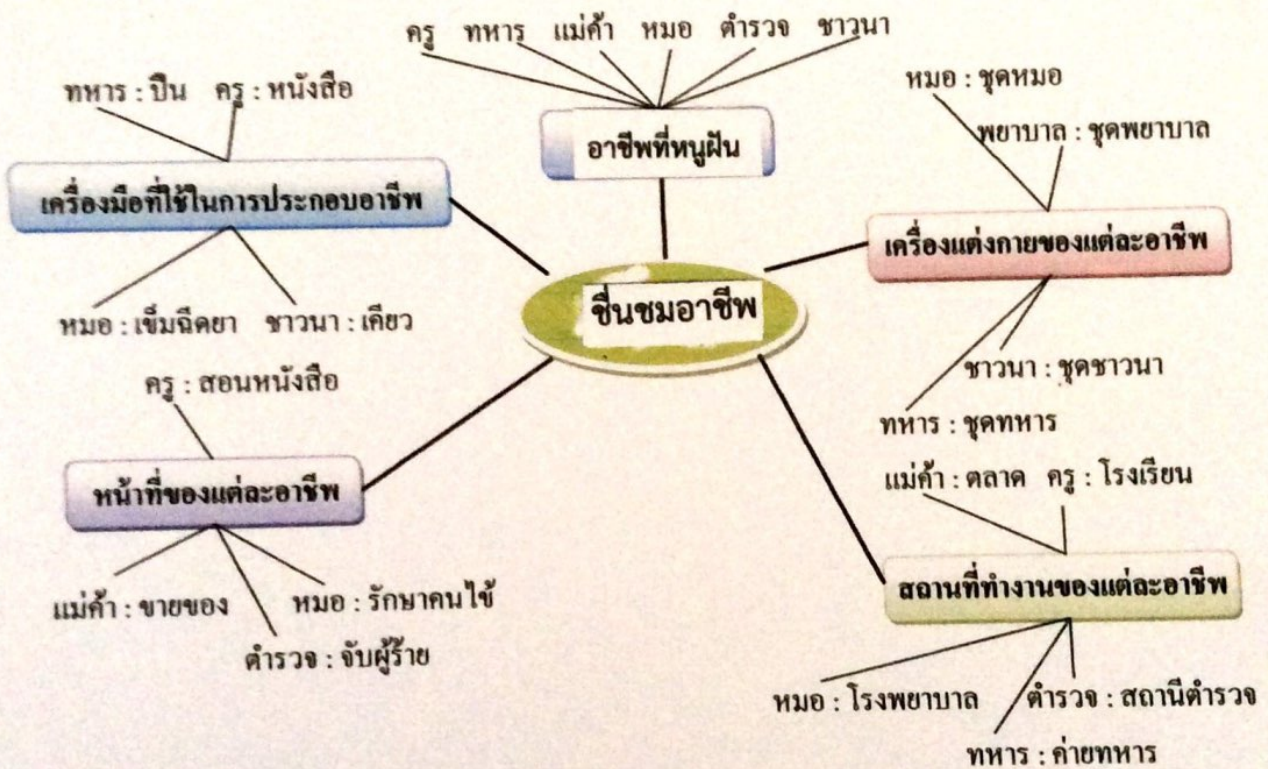 ครู ทหาร แม่ค้า หมอ ตำรวจ ชาวนา
อาชีพที่หนูฝัน
ทหาร : ปืน ครู : หนังสือ
เครื่องมือที่ใช้ในการประกอบอาชีพ
หมอ : เข็มฉีดยา ชาวนา : เคียว
หมอ : ชุดหมอ
พยาบาล : ชุดพยาบาล
เครื่องแต่งกายของแต่ละอาชีพ
ชาวนา : ชุดชาวนา
ทหาร : ชุดทหาร
ชื่นชมอาชีพ
ครู : สอนหนังสือ
หน้าที่ของแต่ละอาชีพ
แม่ค้า : ขายของ หมอ : รักษาคนไข้
ตำรวจ : จับผู้ร้าย
แม่ค้า : ตลาด ครู : โรงเรียน
สถานที่ทำงานของแต่ละอาชีพ
หมอ : โรงพยาบาล ตำรวจ : สถานีตำรวจ
ทหาร : ค่ายทหาร